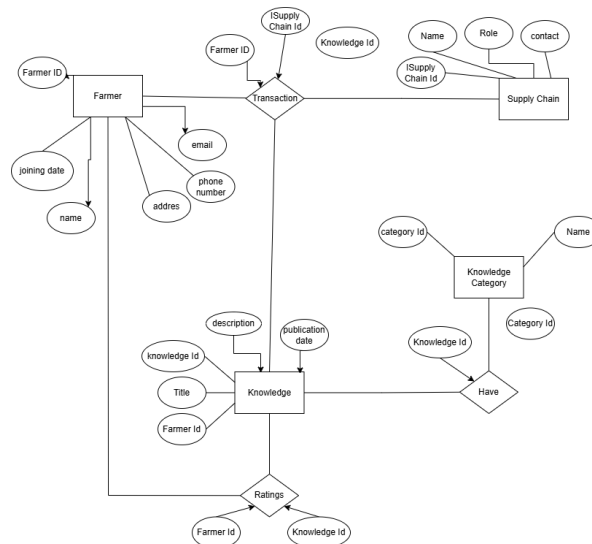 ISupply
Chain Id
Farmer ID
Knowledge Id
Name
Role
contact
ISupply
Chain Id
Farmer ID
Farmer
Transaction
Supply Chain
email
joining date
phone
number
name
addres
category Id
Name
Knowledge
Category
description
publication
date
Category Id
knowledge Id
Knowledge Id
Title
Knowledge
Have
Farmer Id
Ratings
Farmer Id
Knowledge Id